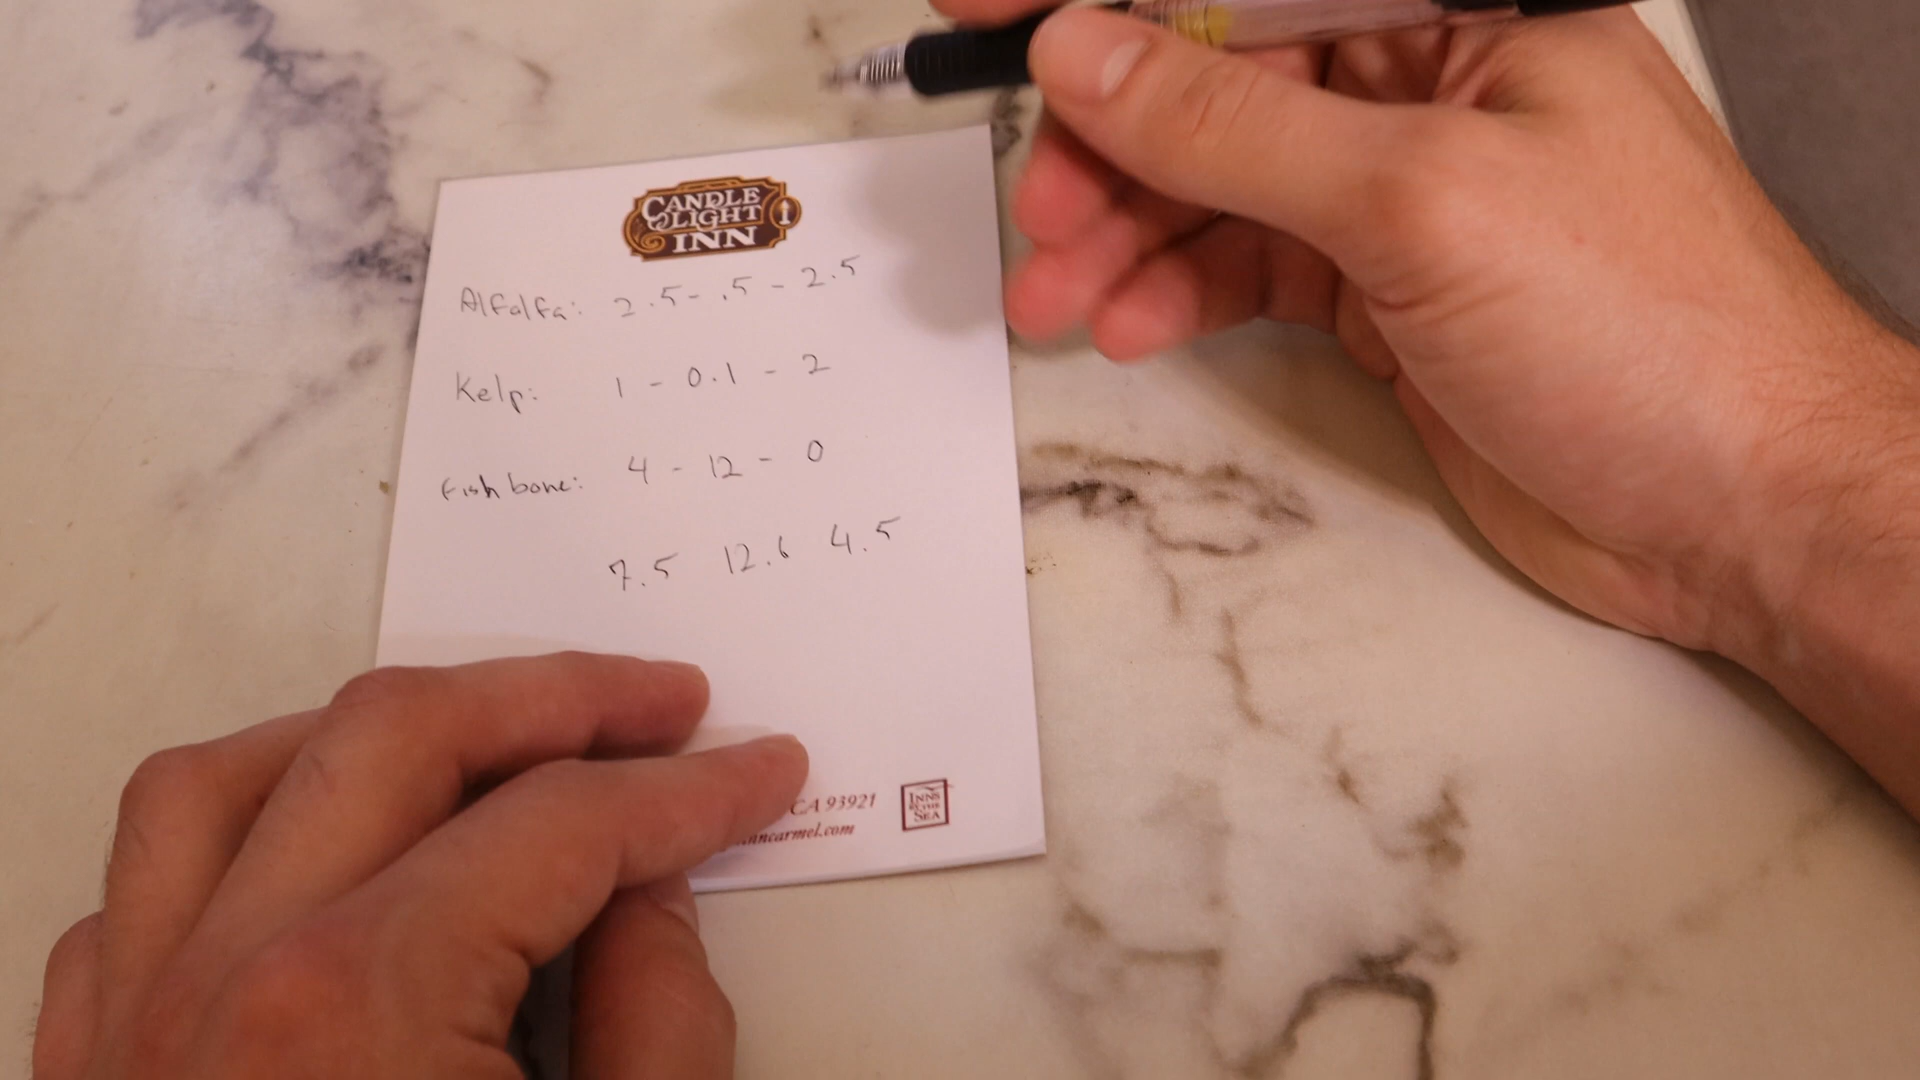 CANDLE
LIGHT
INN
Alfalfa: 2.5 - .5 - 2.5
Kelp: 1 - 0.1 - 2
Fish bone: 4 - 12 - 0
7.5 12.6 4.5
CA 93921
inncarmel.com
INNS
BY THE
SEA